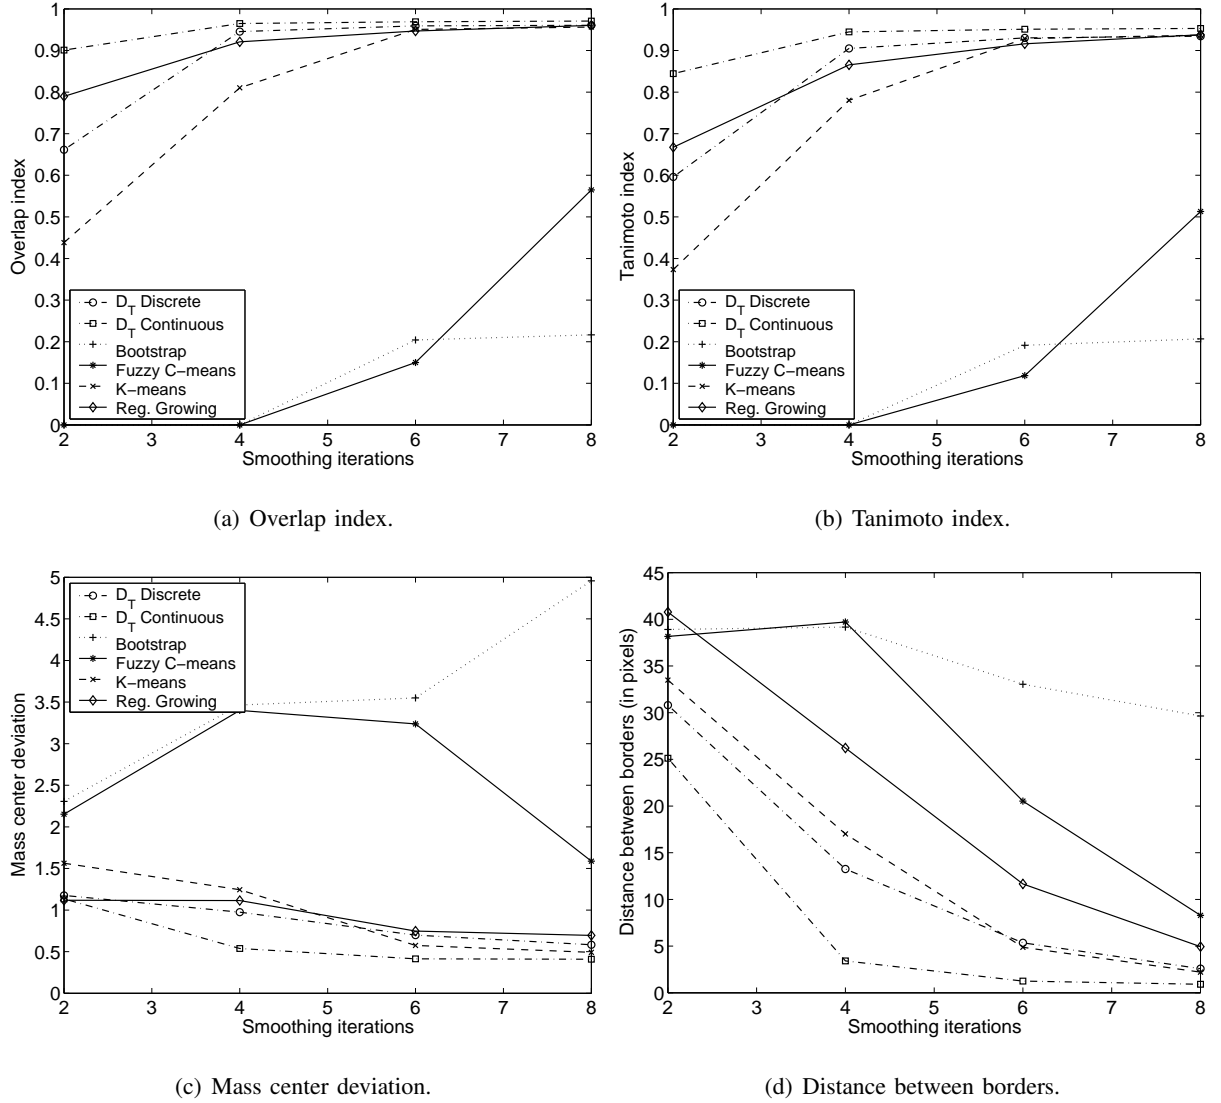 1
0.9
0.8
0.7
0.6
0.5
0.4
0.3
0.2
0.1
0
Overlap index
D_T Discrete
D_T Continuous
Bootstrap
Fuzzy C−means
K−means
Reg. Growing
2 3 4 5 6 7 8
Smoothing iterations
(a) Overlap index.
1
0.9
0.8
0.7
0.6
0.5
0.4
0.3
0.2
0.1
0
Tanimoto index
D_T Discrete
D_T Continuous
Bootstrap
Fuzzy C−means
K−means
Reg. Growing
2 3 4 5 6 7 8
Smoothing iterations
(b) Tanimoto index.
5
4.5
4
3.5
3
2.5
2
1.5
1
0.5
0
Mass center deviation
D_T Discrete
D_T Continuous
Bootstrap
Fuzzy C−means
K−means
Reg. Growing
2 3 4 5 6 7 8
Smoothing iterations
(c) Mass center deviation.
45
40
35
30
25
20
15
10
5
0
Distance between borders (in pixels)
2 3 4 5 6 7 8
Smoothing iterations
(d) Distance between borders.